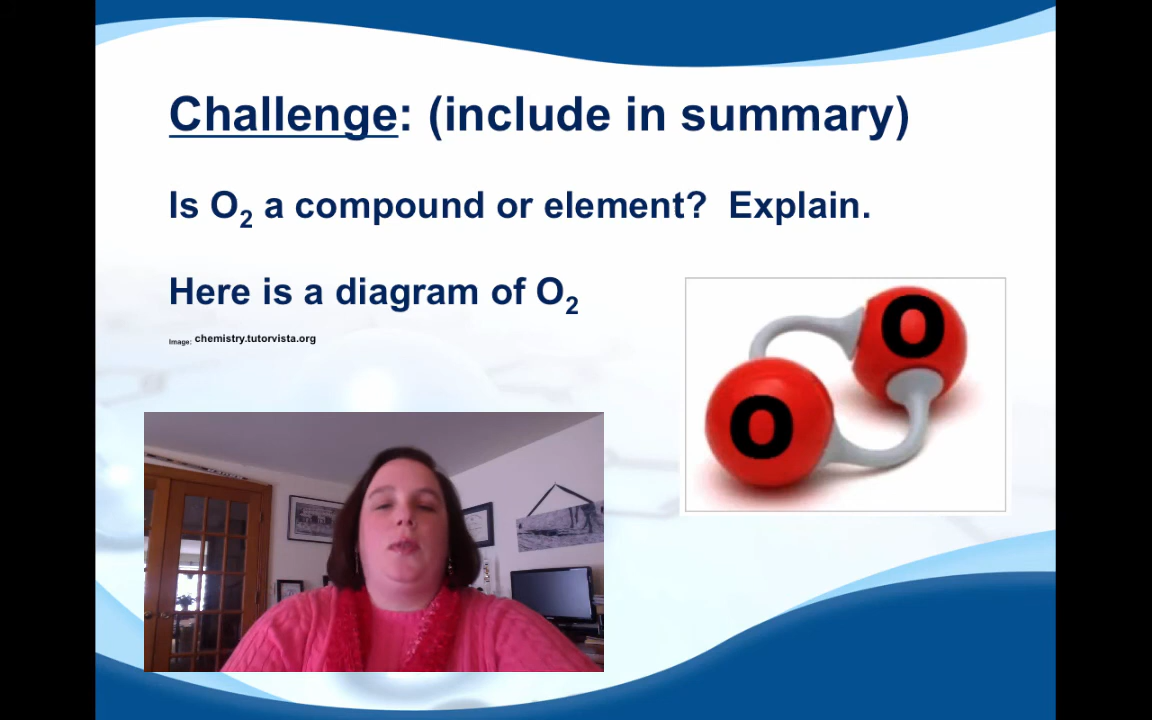 Challenge: (include in summary)
Is O₂ a compound or element? Explain.
Here is a diagram of O₂
Image: chemistry.tutorvista.org
O
O